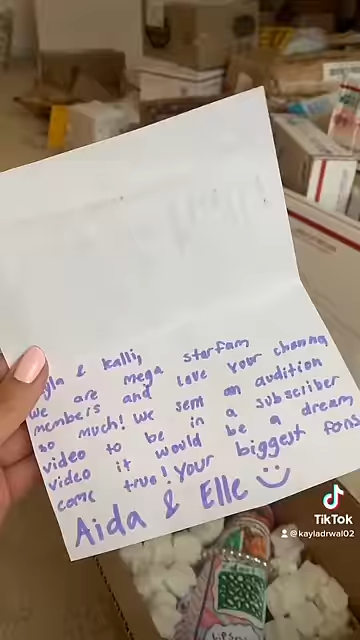 & Kalli,
we are mega starfam
members and love your channel
so much! We sent an audition
video to be in a subscriber
video it would be a dream
come true! Your biggest fans
Aida & Elle
TikTok
@kayladrwal02